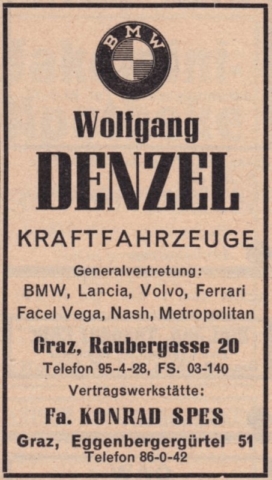 BMW
Wolfgang
DENZEL
KRAFTFAHRZEUGE
Generalvertretung:
BMW, Lancia, Volvo, Ferrari
Facel Vega, Nash, Metropolitan
Graz, Raubergasse 20
Telefon 95-4-28, FS. 03-140
Vertragswerkstätte:
Fa. KONRAD SPES
Graz, Eggenbergergürtel 51
Telefon 86-0-42